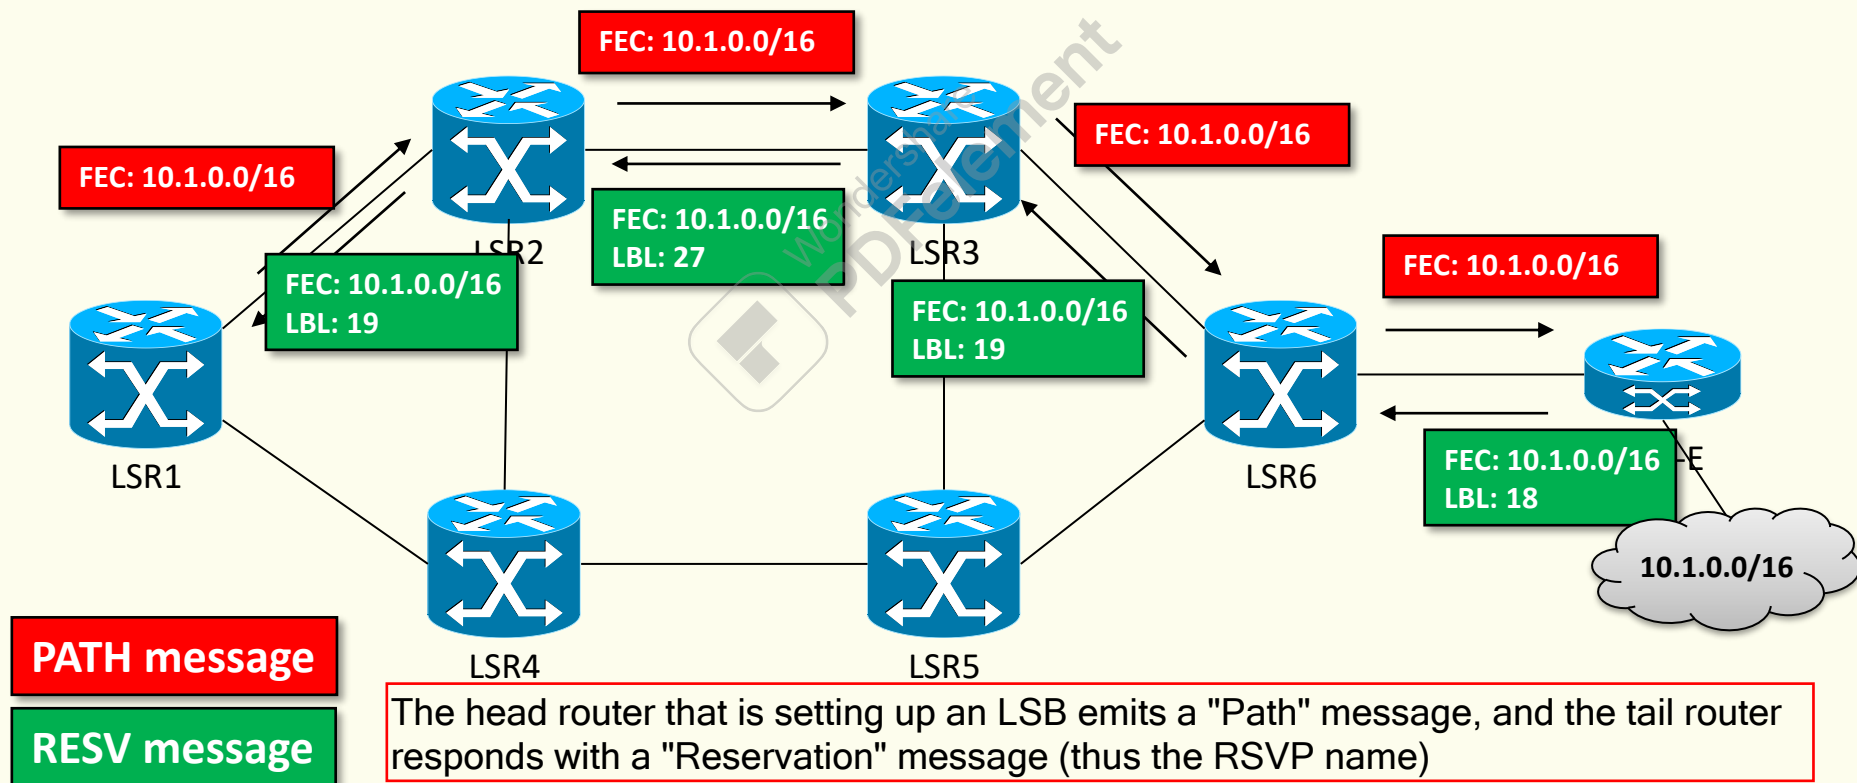 FEC: 10.1.0.0/16
FEC: 10.1.0.0/16
FEC: 10.1.0.0/16
FEC: 10.1.0.0/16
LBL: 27
LSR2
LSR3
FEC: 10.1.0.0/16
FEC: 10.1.0.0/16
LBL: 19
FEC: 10.1.0.0/16
LBL: 19
Wondershare
PDFelement
LSR1
LSR6
FEC: 10.1.0.0/16
LBL: 18
-E
10.1.0.0/16
LSR4
LSR5
PATH message
RESV message
The head router that is setting up an LSB emits a "Path" message, and the tail router
responds with a "Reservation" message (thus the RSVP name)